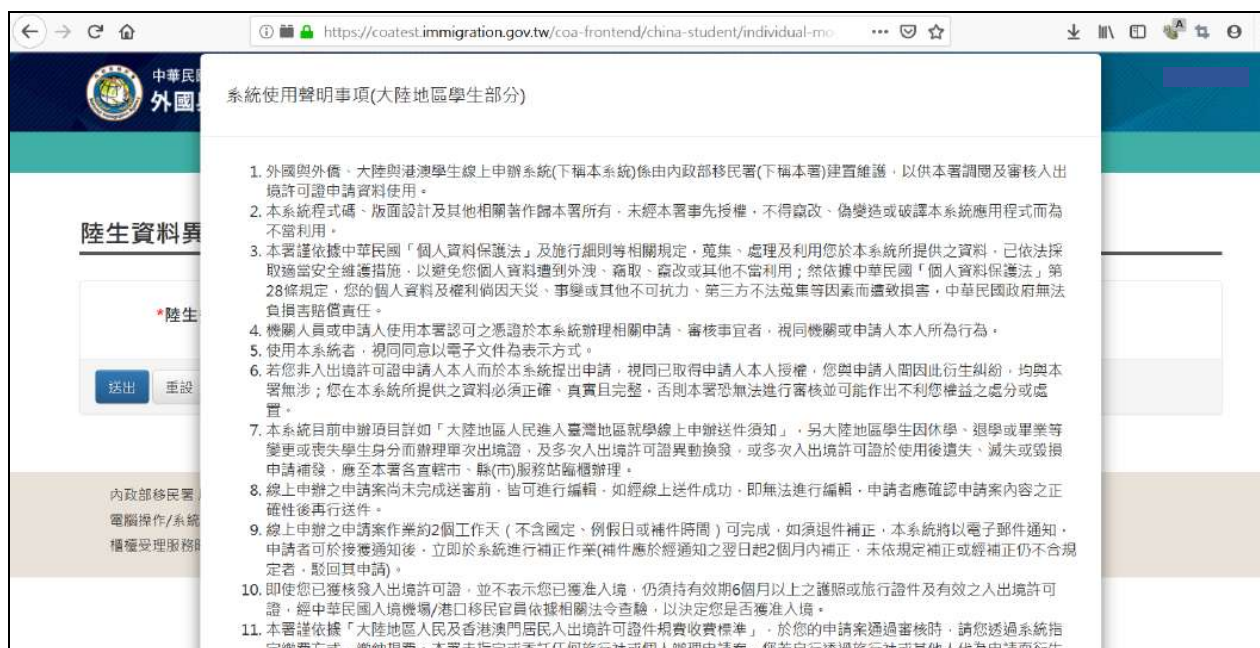 https://coatest.immigration.gov.tw/coa-frontend/china-student/individual-mo
A
中華民
外國
系統使用聲明事項(大陸地區學生部分)
陸生資料異
*陸生
送出 重設
1. 外國與外僑、大陸與港澳學生線上申辦系統(下稱本系統)係由內政部移民署(下稱本署)建置維護，以供本署調閱及審核入出
境許可證申請資料使用。
2. 本系統程式碼、版面設計及其他相關著作歸本署所有，未經本署事先授權，不得竄改、偽變造或破譯本系統應用程式而為
不當利用。
3. 本署謹依據中華民國「個人資料保護法」及施行細則等相關規定，蒐集、處理及利用您於本系統所提供之資料，已依法採
取適當安全維護措施，以避免您個人資料遭到外洩、竊取、竄改或其他不當利用；然依據中華民國「個人資料保護法」第
28條規定，您的個人資料及權利倘因天災、事變或其他不可抗力、第三方不法蒐集等因素而遭致損害，中華民國政府無法
負損害賠償責任。
4. 機關人員或申請人使用本署認可之憑證於本系統辦理相關申請、審核事宜者，視同機關或申請人本人所為行為。
5. 使用本系統者，視同同意以電子文件為表示方式。
6. 若您非入出境許可證申請人本人而於本系統提出申請，視同已取得申請人本人授權，您與申請人間因此衍生糾紛，均與本
署無涉；您在本系統所提供之資料必須正確、真實且完整，否則本署恐無法進行審核並可能作出不利您權益之處分或處
置。
7. 本系統目前申辦項目詳如「大陸地區人民進入臺灣地區就學線上申辦送件須知」，另大陸地區學生因休學、退學或畢業等
變更或喪失學生身分而辦理單次出境證，及多次入出境許可證異動換發，或多次入出境許可證於使用後遺失、滅失或毀損
申請補發，應至本署各直轄市、縣(市)服務站臨櫃辦理。
8. 線上申辦之申請案尚未完成送審前，皆可進行編輯，如經線上送件成功，即無法進行編輯，申請者應確認申請案內容之正
確性後再行送件。
9. 線上申辦之申請案作業約2個工作天（不含國定、例假日或補件時間）可完成，如須退件補正，本系統將以電子郵件通知，
申請者可於接獲通知後，立即於系統進行補正作業(補件應於經通知之翌日起2個月內補正，未依規定補正或經補正仍不合規
定者，駁回其申請)。
10. 即使您已獲核發入出境許可證，並不表示您已獲准入境，仍須持有效期6個月以上之護照或旅行證件及有效之入出境許可
證，經中華民國入境機場/港口移民官員依據相關法令查驗，以決定您是否獲准入境。
11. 本署謹依據「大陸地區人民及香港澳門居民入出境許可證件規費收費標準」，於您的申請案通過審核時，請您透過系統指
內政部移民署
電腦操作/系統
櫃檯受理服務時